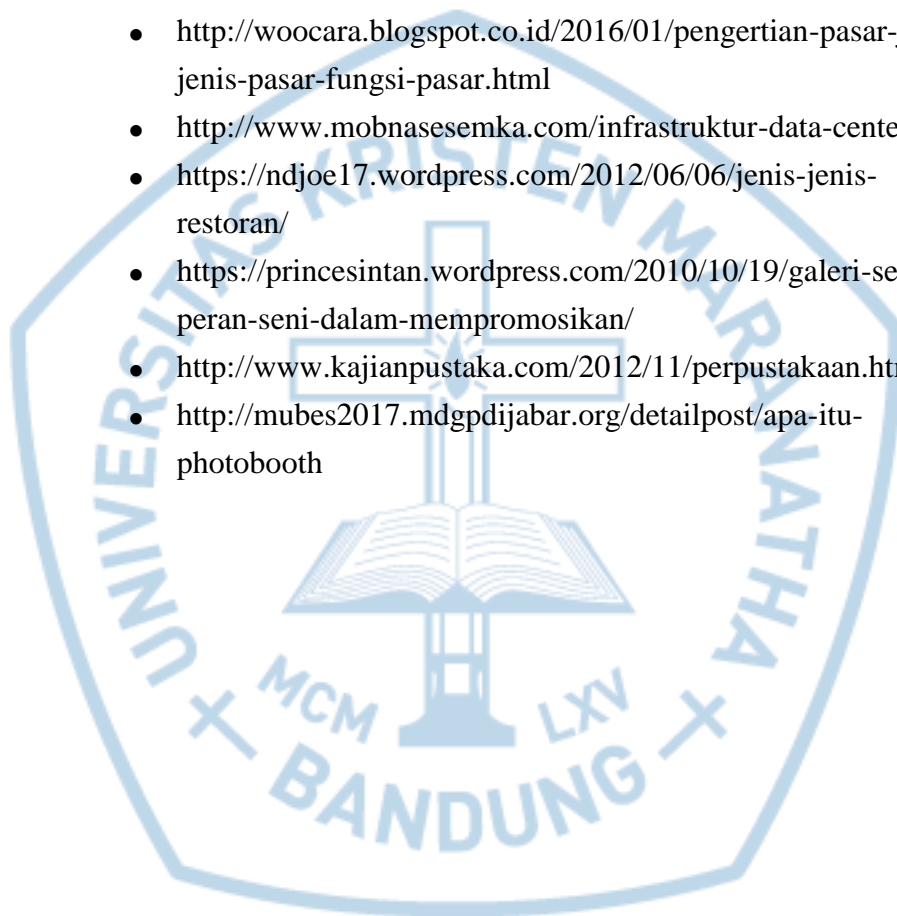 • http://woocara.blogspot.co.id/2016/01/pengertian-pasar-
jenis-pasar-fungsi-pasar.html
• http://www.mobnasesemka.com/infrastruktur-data-cente
• https://ndjoe17.wordpress.com/2012/06/06/jenis-jenis-
restoran/
• https://princesintan.wordpress.com/2010/10/19/galeri-se
peran-seni-dalam-mempromosikan/
• http://www.kajianpustaka.com/2012/11/perpustakaan.ht
• http://mubes2017.mdgpdijabar.org/detailpost/apa-itu-
photobooth
UNIVERSITAS KRISTEN MARANATHA
MCM LXV
BANDUNG